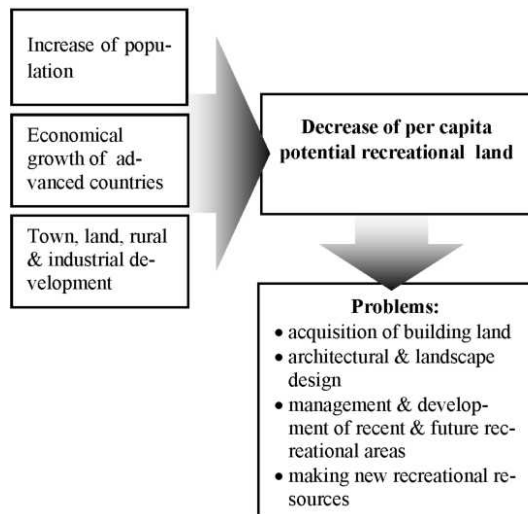 Increase of popu-
lation
Economical
growth of ad-
vanced countries
Town, land, rural
& industrial de-
velopment
Decrease of per capita
potential recreational land
Problems:
• acquisition of building land
• architectural & landscape
design
• management & develop-
ment of recent & future rec-
reational areas
• making new recreational re-
sources